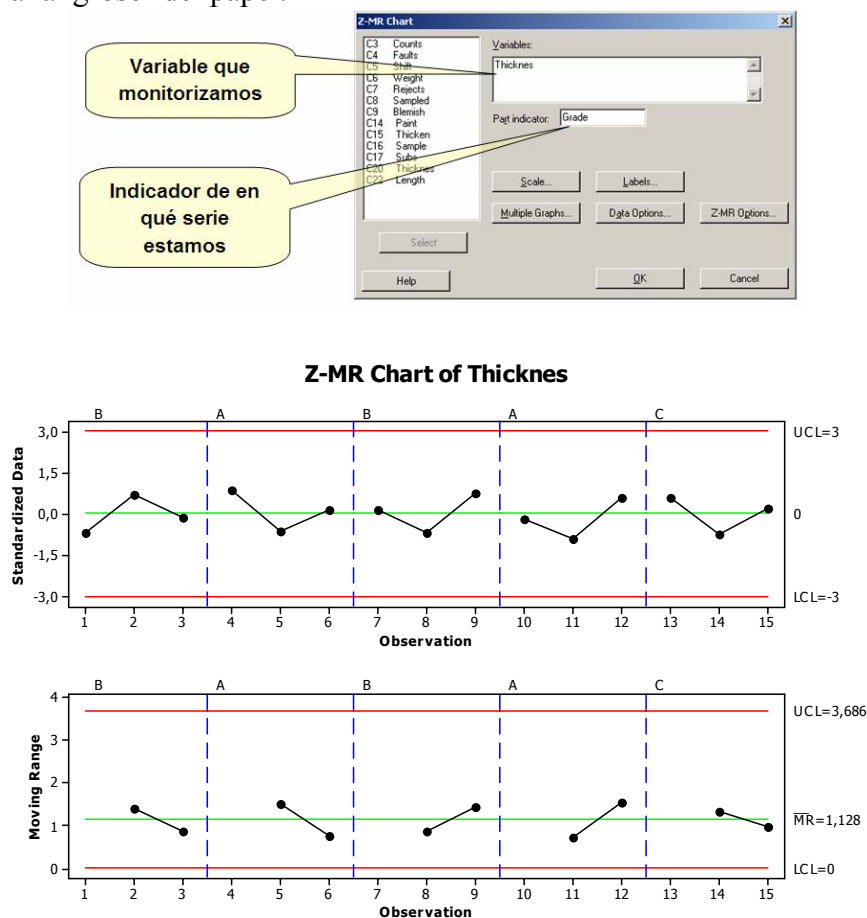 Z-MR Chart
Variable que
monitorizamos
Indicador de en
qué serie
estamos
C3 Counts
C4 Faults
C5 Shift
C6 Weight
C7 Rejects
C8 Sampled
C9 Blemish
C14 Paint
C15 Thicken
C16 Sample
C17 Subs
C20 Thicknes
C22 Length
Variables:
Thicknes
Part indicator: Grade
Scale... Labels...
Multiple Graphs... Data Options... Z-MR Options...
Select
Help OK Cancel
Z-MR Chart of Thicknes
B A B A C
Standardized Data
3,0
1,5
0,0
-1,5
-3,0
UCL=3
0
LCL=-3
1 2 3 4 5 6 7 8 9 10 11 12 13 14 15
Observation
B A B A C
Moving Range
4
3
2
1
0
UCL=3,686
MR=1,128
LCL=0
1 2 3 4 5 6 7 8 9 10 11 12 13 14 15
Observation